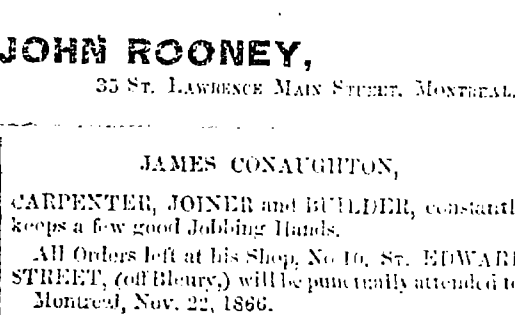 JOHN ROONEY,
35 ST. LAWRENCE MAIN STREET, MONTREAL.
JAMES CONAUGHTON,
CARPENTER, JOINER and BUILDER, constantl
keeps a few good Jobbing Hands.
All Orders left at his Shop, No 10, ST. EDWARD
STREET, (off Bleury,) will be punctually attended to
Montreal, Nov. 22, 1866.